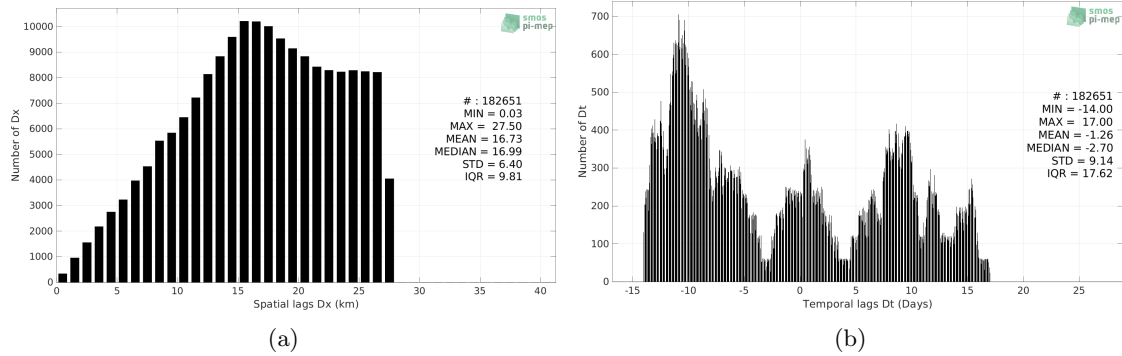 smos
pi-mep
10000
9000
8000
7000
6000
5000
4000
3000
2000
1000
0
Number of Dx
# : 182651
MIN = 0.03
MAX = 27.50
MEAN = 16.73
MEDIAN = 16.99
STD = 6.40
IQR = 9.81
0 5 10 15 20 25 30 35 40
Spatial lags Dx (km)
(a)
smos
pi-mep
700
600
500
400
300
200
100
0
Number of Dt
# : 182651
MIN = -14.00
MAX = 17.00
MEAN = -1.26
MEDIAN = -2.70
STD = 9.14
IQR = 17.62
-15 -10 -5 0 5 10 15 20 25
Temporal lags Dt (Days)
(b)